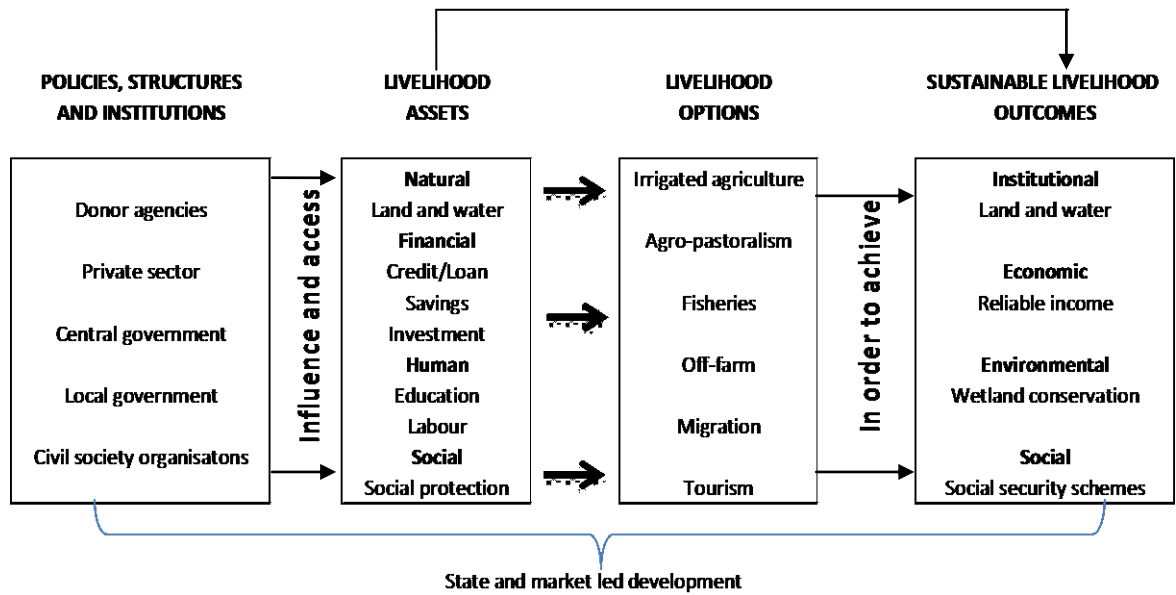 POLICIES, STRUCTURES
AND INSTITUTIONS
Donor agencies
Private sector
Central government
Local government
Civil society organisatons
Influence and access
LIVELIHOOD
ASSETS
Natural
Land and water
Financial
Credit/Loan
Savings
Investment
Human
Education
Labour
Social
Social protection
LIVELIHOOD
OPTIONS
Irrigated agriculture
Agro-pastoralism
Fisheries
Off-farm
Migration
Tourism
In order to achieve
SUSTAINABLE LIVELIHOOD
OUTCOMES
Institutional
Land and water
Economic
Reliable income
Environmental
Wetland conservation
Social
Social security schemes
State and market led development